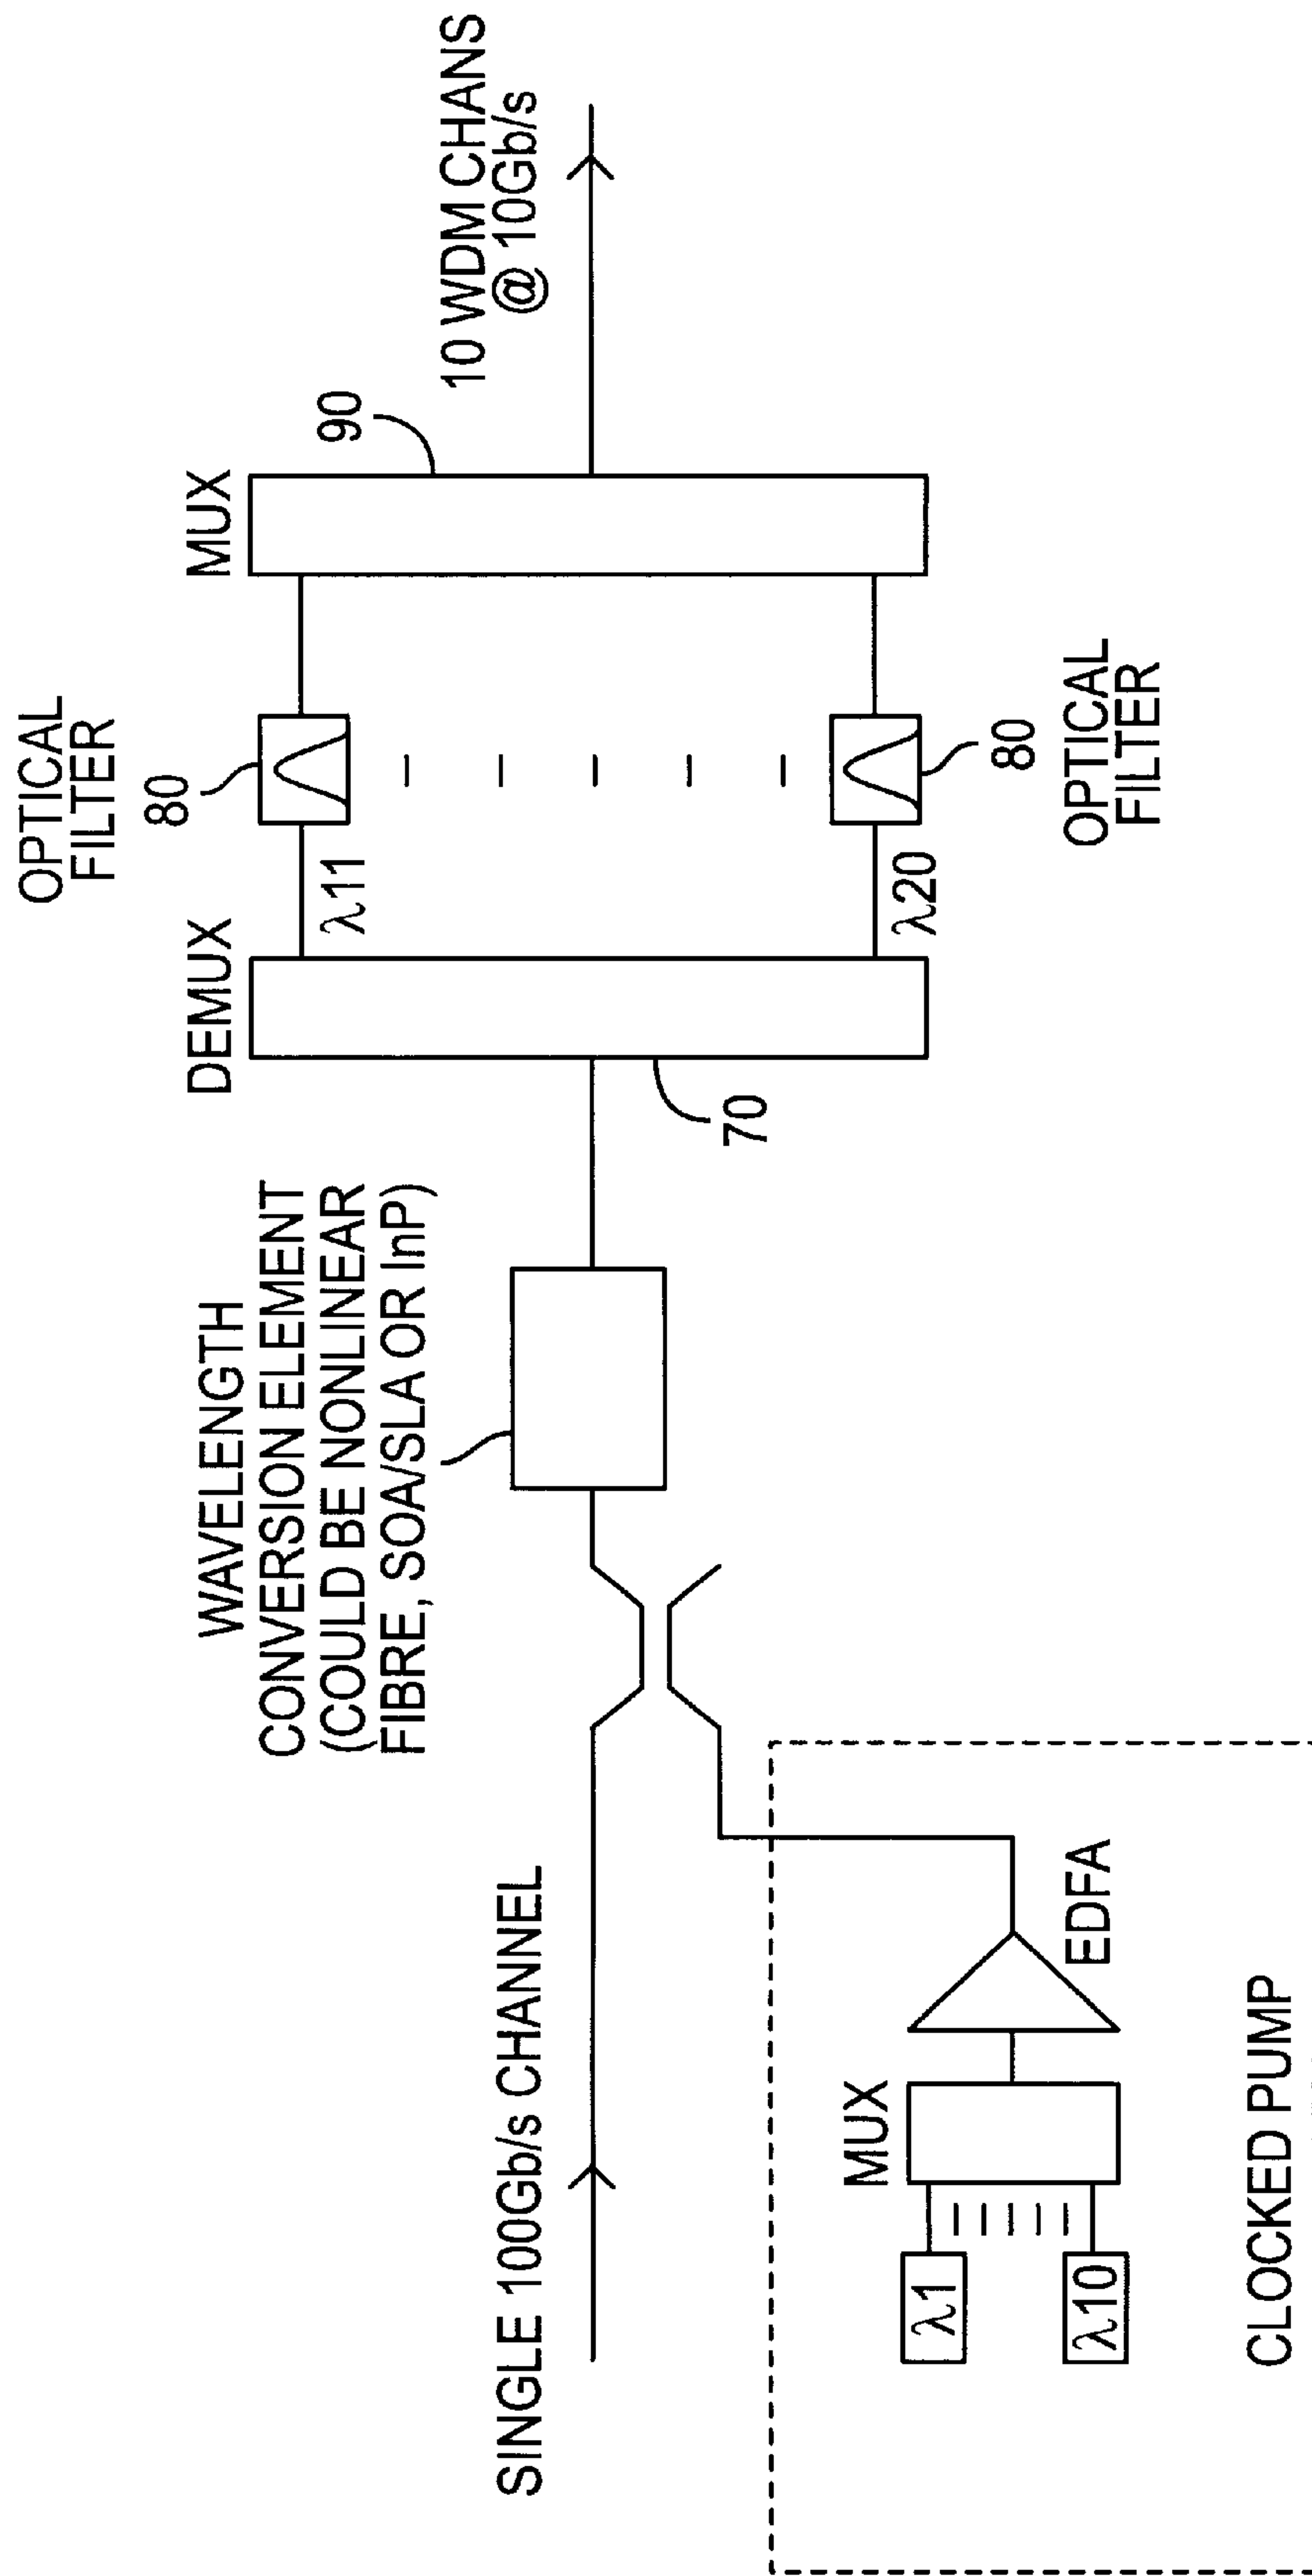 SINGLE 100Gb/s CHANNEL
WAVELENGTH
CONVERSION ELEMENT
(COULD BE NONLINEAR
FIBRE, SOA/SLA OR InP)
DEMUX
70
OPTICAL
FILTER
80
λ11
λ20
80
OPTICAL
FILTER
MUX
90
10 WDM CHANS
@ 10Gb/s
λ1
λ10
MUX
EDFA
CLOCKED PUMP